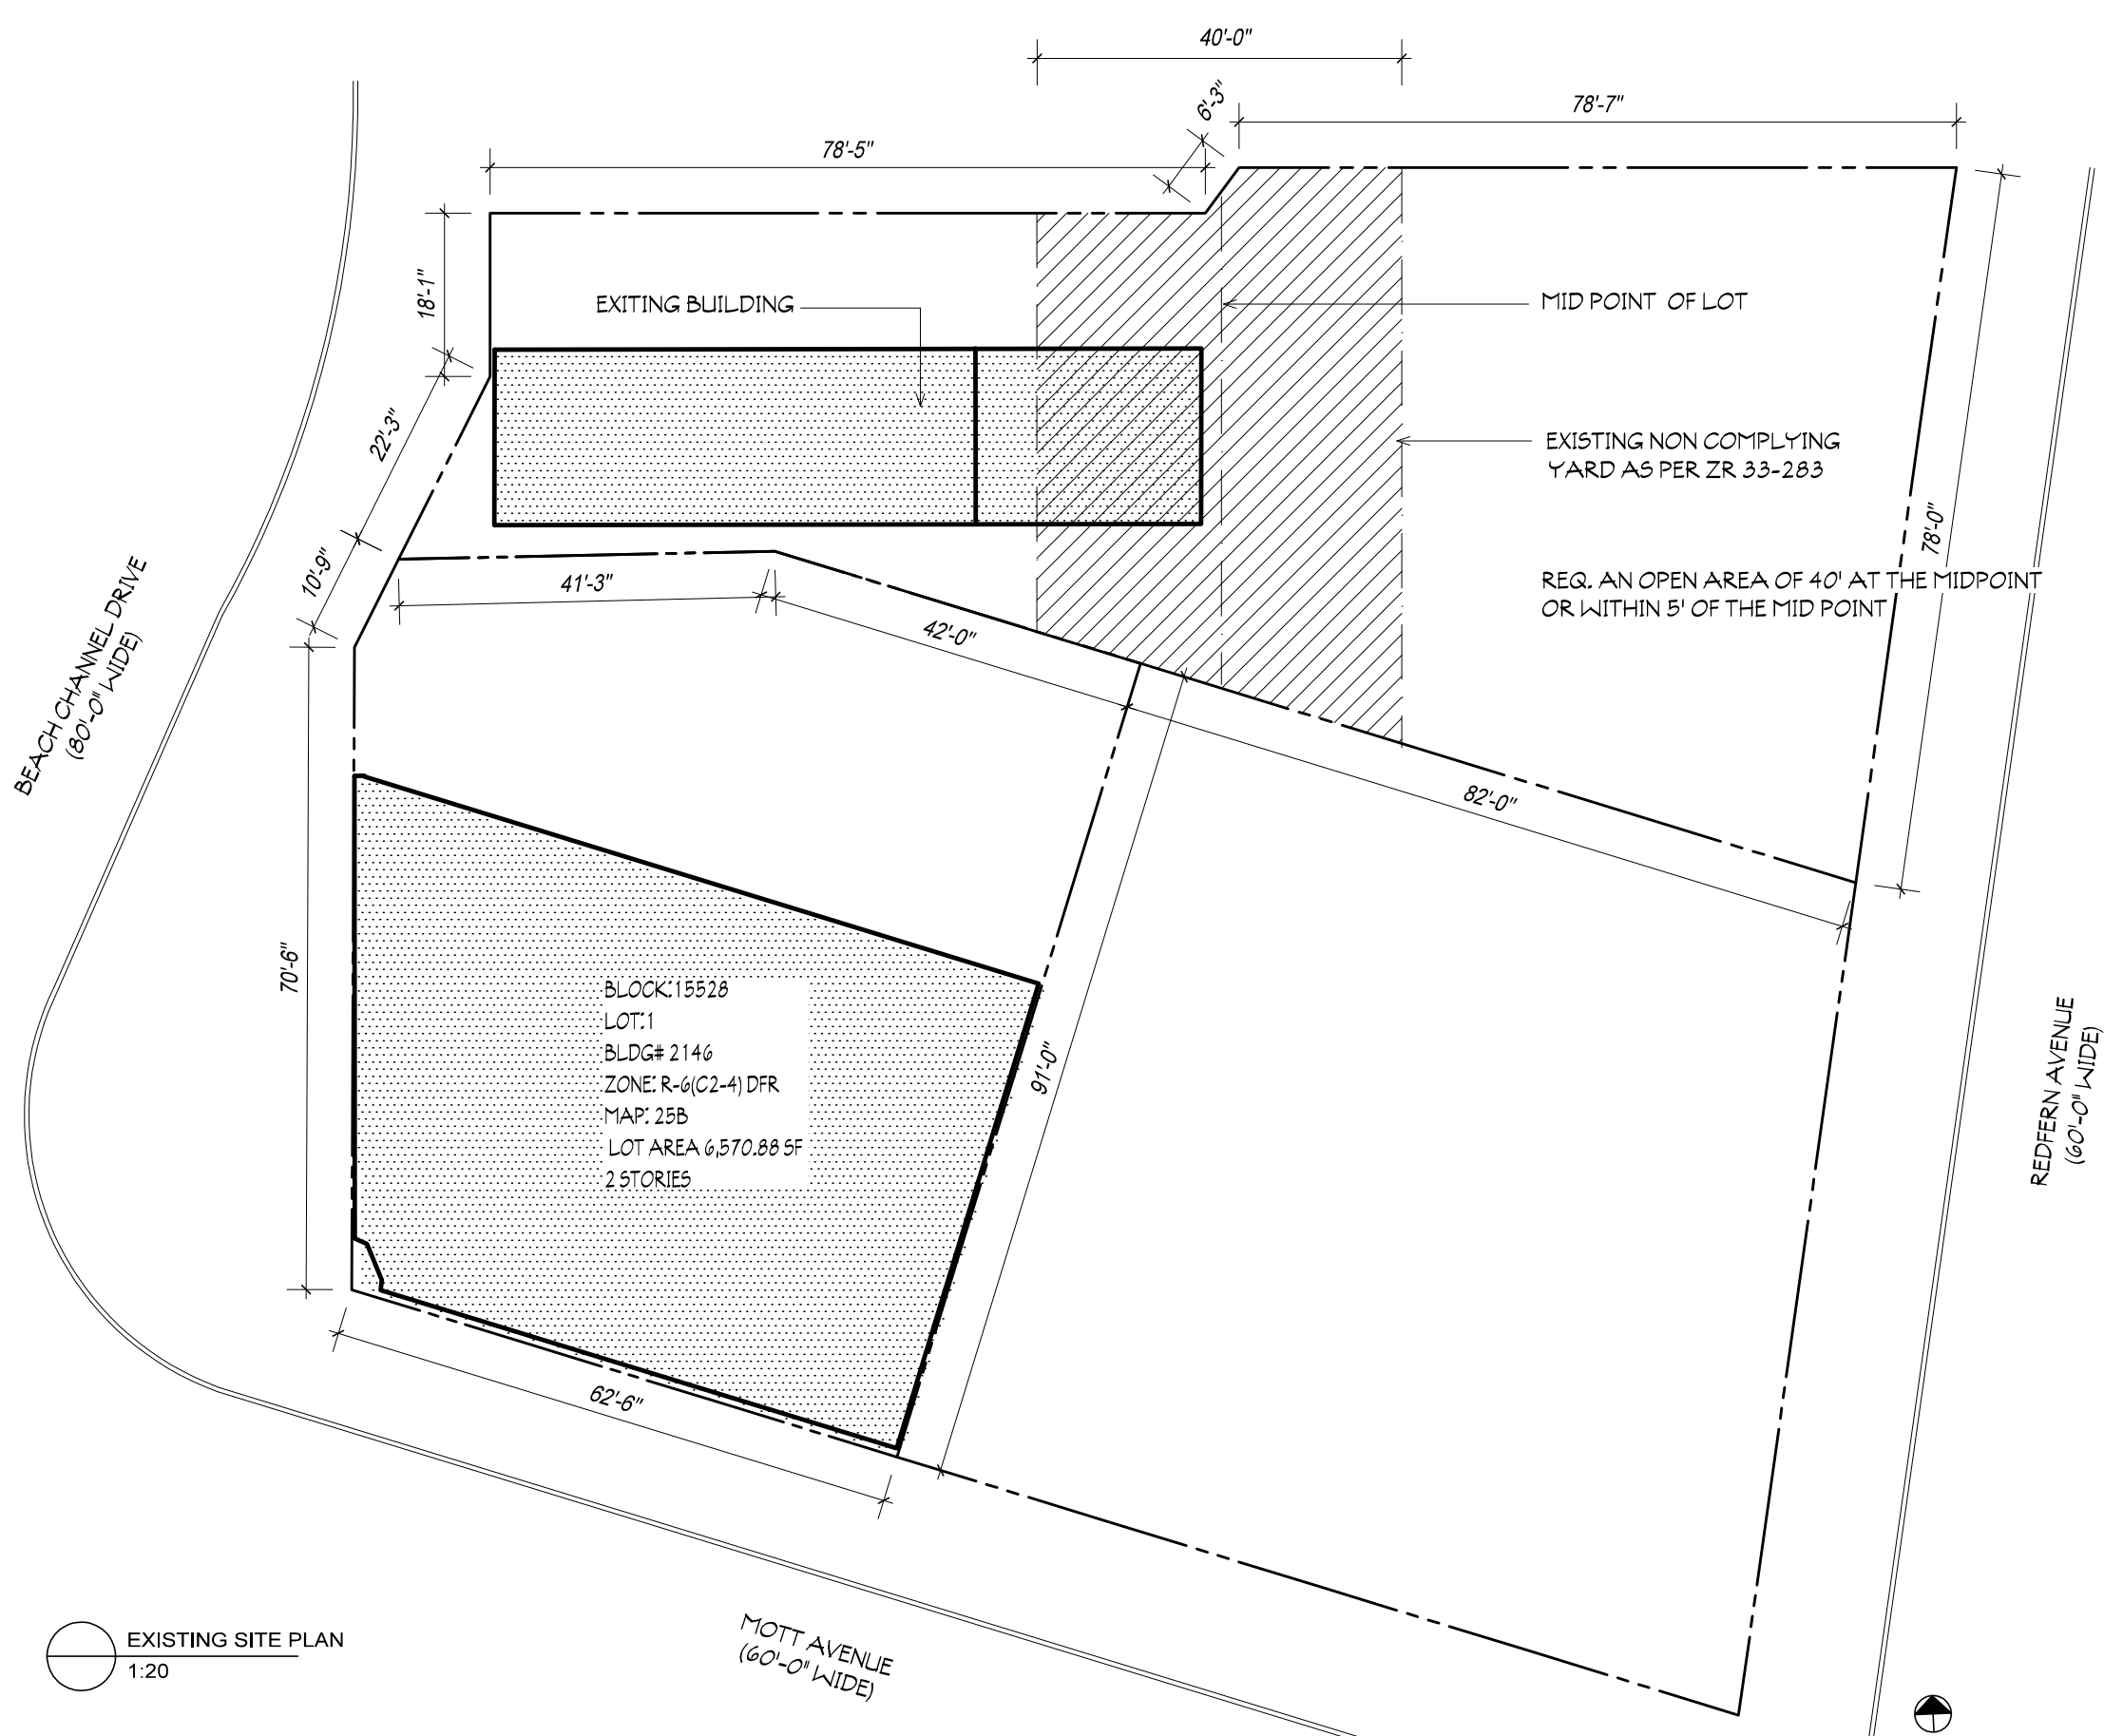 40'-0"
6'-3"
78'-7"
78'-5"
18'-1"
EXITING BUILDING
MID POINT OF LOT
22'-3"
EXISTING NON COMPLYING
YARD AS PER ZR 33-283
78'-0"
10'-9"
41'-3"
REQ. AN OPEN AREA OF 40' AT THE MIDPOINT
OR WITHIN 5' OF THE MID POINT
42'-0"
BEACH CHANNEL DRIVE
(80'-0" WIDE)
82'-0"
70'-6"
BLOCK:15528
LOT:1
BLDG# 2146
ZONE: R-6(C2-4) DFR
MAP: 25B
LOT AREA 6,570.88 SF
2 STORIES
91'-0"
REDFERN AVENUE
(60'-0" WIDE)
62'-6"
MOTT AVENUE
(60'-0" WIDE)
EXISTING SITE PLAN
1:20